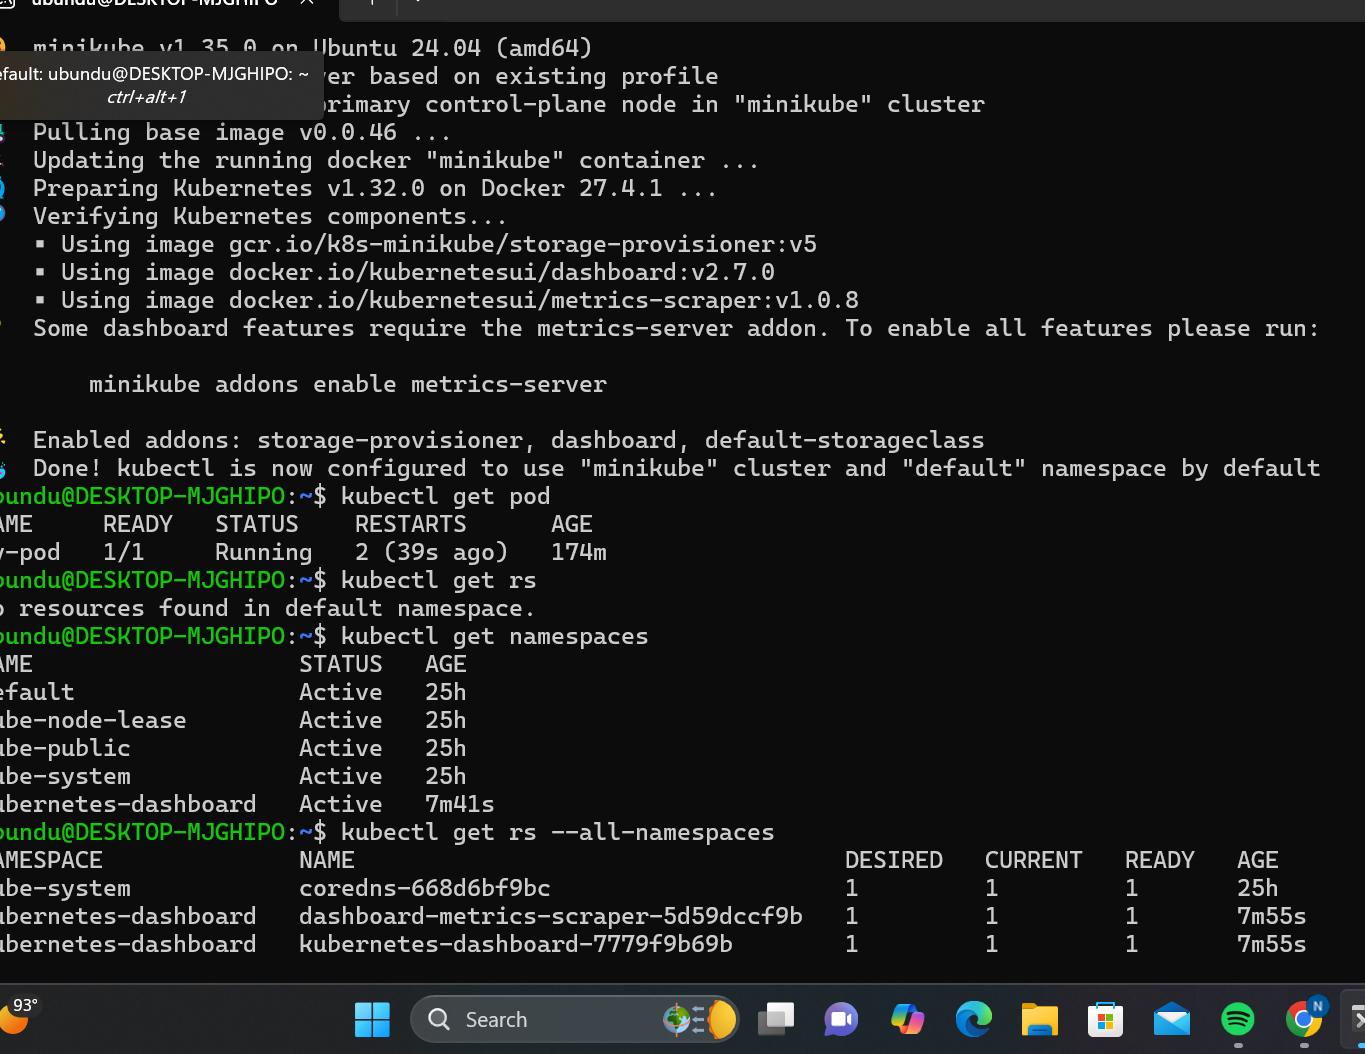 ubundu@DESKTOP-MJGHIPO
minikube v1.35.0 on Ubuntu 24.04 (amd64)
efault: ubundu@DESKTOP-MJGHIPO: ~
ctrl+alt+1
ver based on existing profile
primary control-plane node in "minikube" cluster
Pulling base image v0.0.46 ...
Updating the running docker "minikube" container ...
Preparing Kubernetes v1.32.0 on Docker 27.4.1 ...
Verifying Kubernetes components...
▪ Using image gcr.io/k8s-minikube/storage-provisioner:v5
▪ Using image docker.io/kubernetesui/dashboard:v2.7.0
▪ Using image docker.io/kubernetesui/metrics-scraper:v1.0.8
Some dashboard features require the metrics-server addon. To enable all features please run:
minikube addons enable metrics-server
Enabled addons: storage-provisioner, dashboard, default-storageclass
Done! kubectl is now configured to use "minikube" cluster and "default" namespace by default
bundu@DESKTOP-MJGHIPO:~$ kubectl get pod
AME READY STATUS RESTARTS AGE
y-pod 1/1 Running 2 (39s ago) 174m
bundu@DESKTOP-MJGHIPO:~$ kubectl get rs
o resources found in default namespace.
bundu@DESKTOP-MJGHIPO:~$ kubectl get namespaces
AME STATUS AGE
efault Active 25h
ube-node-lease Active 25h
ube-public Active 25h
ube-system Active 25h
ubernetes-dashboard Active 7m41s
bundu@DESKTOP-MJGHIPO:~$ kubectl get rs --all-namespaces
AMESPACE NAME DESIRED CURRENT READY AGE
ube-system coredns-668d6bf9bc 1 1 1 25h
ubernetes-dashboard dashboard-metrics-scraper-5d59dccf9b 1 1 1 7m55s
ubernetes-dashboard kubernetes-dashboard-7779f9b69b 1 1 1 7m55s
93°
Search
N